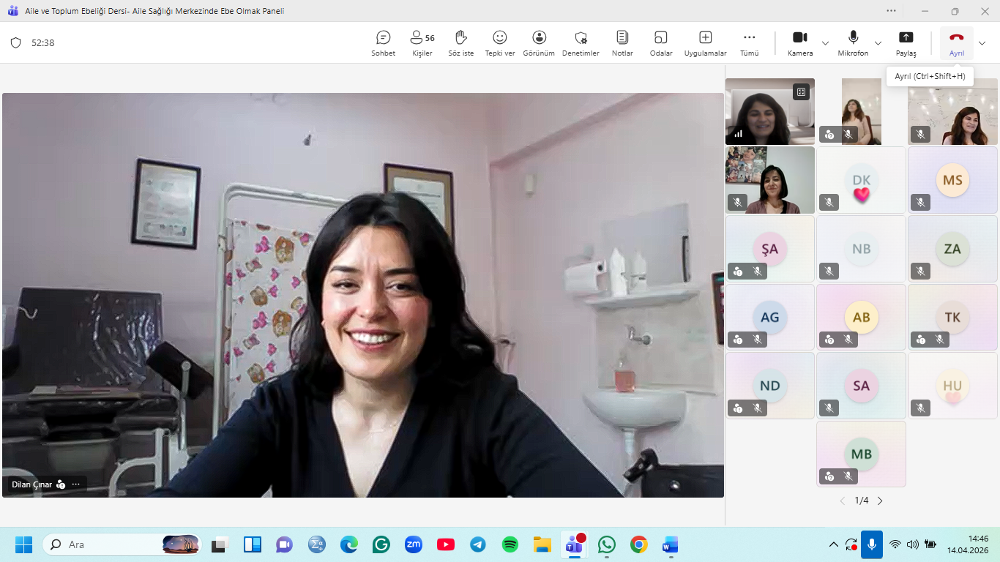 Aile ve Toplum Ebeliği Dersi- Aile Sağlığı Merkezinde Ebe Olmak Paneli
52:38
Sohbet
56
Kişiler
Söz iste
Tepki ver
Görünüm
Denetimler
Notlar
Odalar
Uygulamalar
Tümü
Kamera
Mikrofon
Paylaş
Ayrıl
Ayrıl (Ctrl+Shift+H)
DK
MS
ŞA
NB
ZA
AG
AB
TK
ND
SA
HU
MB
Dilan Çınar
1/4
Ara
zm
14:46
14.04.2026